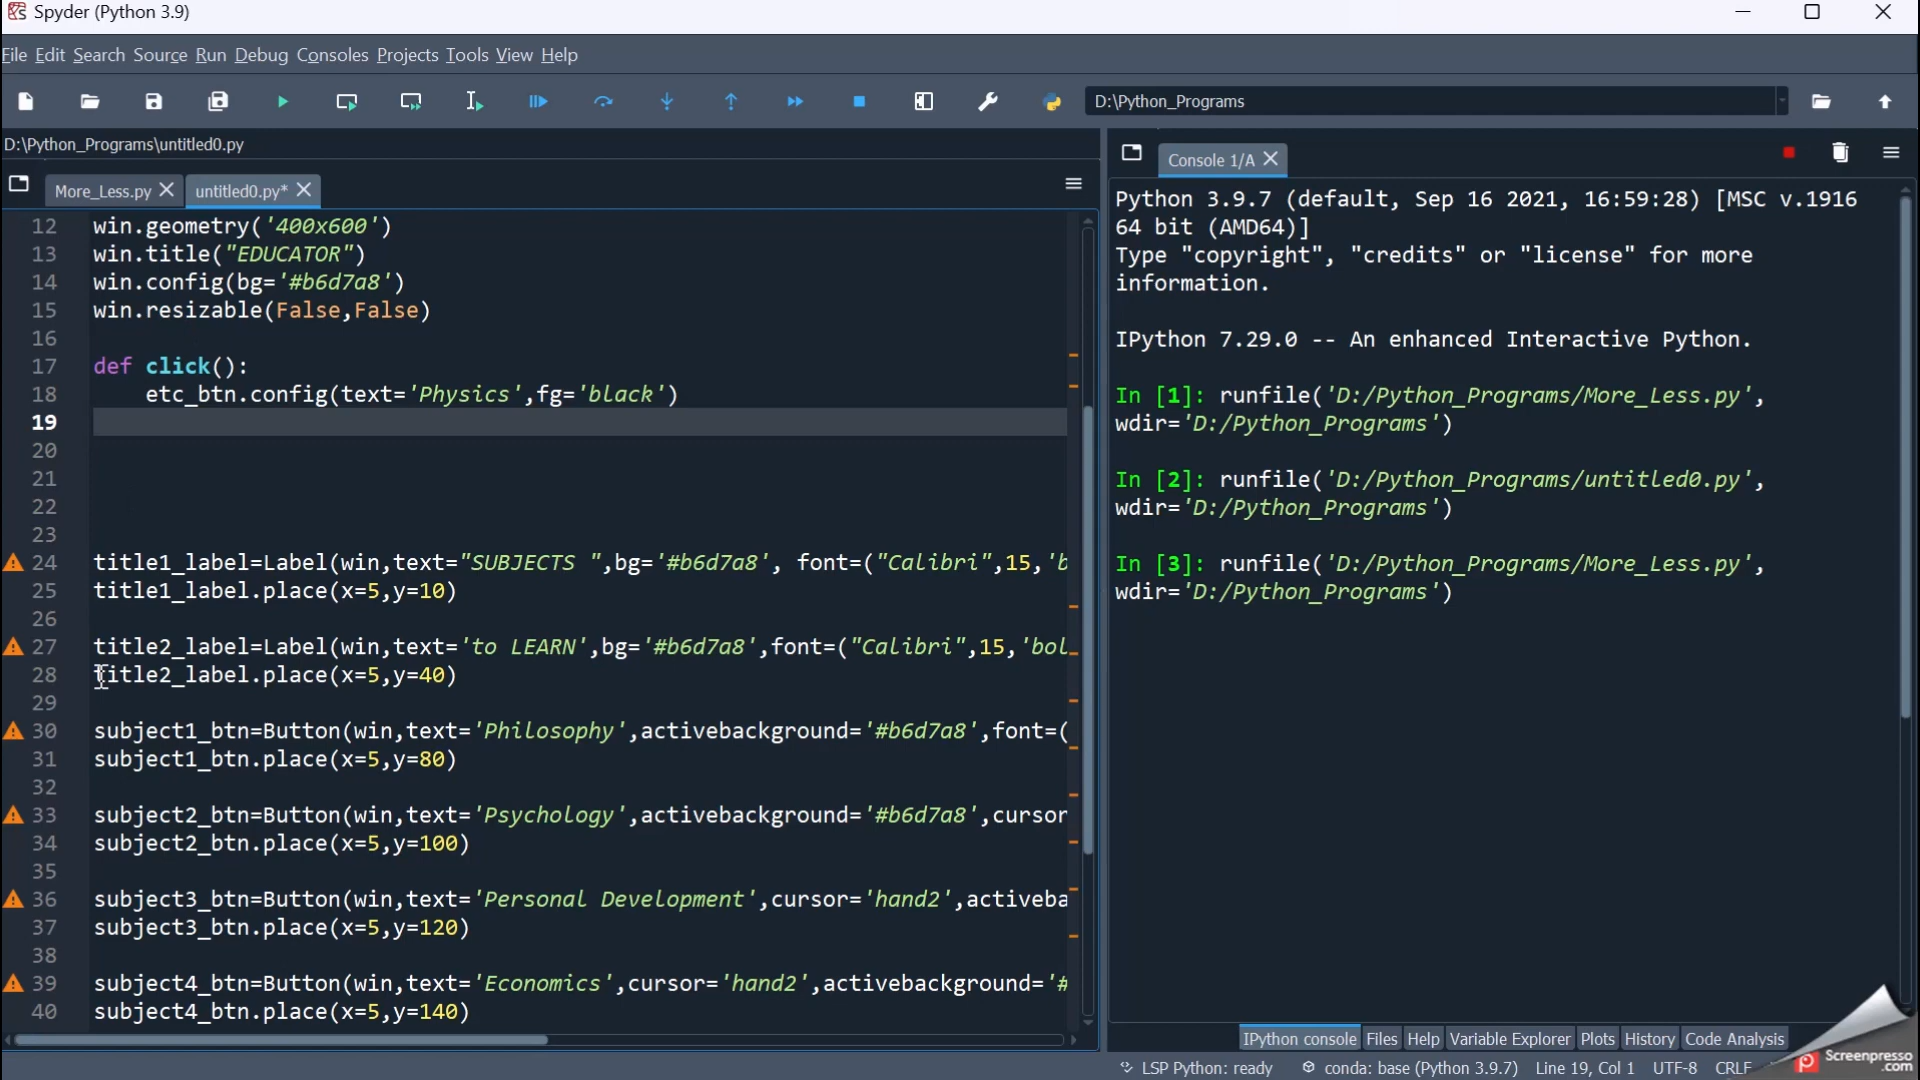 Spyder (Python 3.9)
File Edit Search Source Run Debug Consoles Projects Tools View Help
D:\Python_Programs
D:\Python_Programs\untitled0.py
More_Less.py
untitled0.py*
12 win.geometry('400x600')
13 win.title("EDUCATOR")
14 win.config(bg='#b6d7a8')
15 win.resizable(False,False)
16
17 def click():
18 etc_btn.config(text='Physics',fg='black')
19
20
21
22
23
24 title1_label=Label(win,text="SUBJECTS ",bg='#b6d7a8', font=("Calibri",15,'b
25 title1_label.place(x=5,y=10)
26
27 title2_label=Label(win,text='to LEARN',bg='#b6d7a8',font=("Calibri",15,'bol
28 title2_label.place(x=5,y=40)
29
30 subject1_btn=Button(win,text='Philosophy',activebackground='#b6d7a8',font=(
31 subject1_btn.place(x=5,y=80)
32
33 subject2_btn=Button(win,text='Psychology',activebackground='#b6d7a8',cursor
34 subject2_btn.place(x=5,y=100)
35
36 subject3_btn=Button(win,text='Personal Development',cursor='hand2',activeba
37 subject3_btn.place(x=5,y=120)
38
39 subject4_btn=Button(win,text='Economics',cursor='hand2',activebackground='#
40 subject4_btn.place(x=5,y=140)
Console 1/A
Python 3.9.7 (default, Sep 16 2021, 16:59:28) [MSC v.1916
64 bit (AMD64)]
Type "copyright", "credits" or "license" for more
information.
IPython 7.29.0 -- An enhanced Interactive Python.
In [1]: runfile('D:/Python_Programs/More_Less.py',
wdir='D:/Python_Programs')
In [2]: runfile('D:/Python_Programs/untitled0.py',
wdir='D:/Python_Programs')
In [3]: runfile('D:/Python_Programs/More_Less.py',
wdir='D:/Python_Programs')
IPython console Files Help Variable Explorer Plots History Code Analysis
LSP Python: ready conda: base (Python 3.9.7) Line 19, Col 1 UTF-8 CRLF
Screenpresso
.com